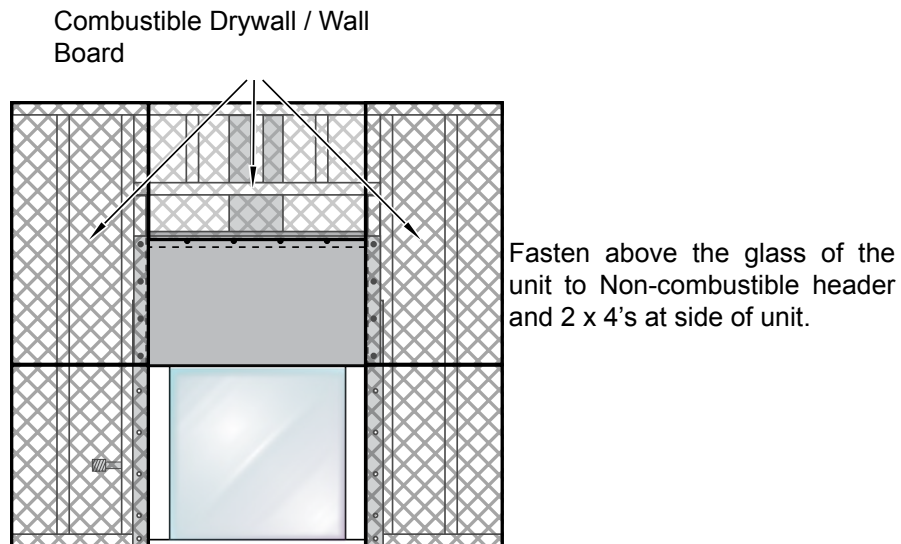 Combustible Drywall / Wall
Board
Fasten above the glass of the
unit to Non-combustible header
and 2 x 4's at side of unit.